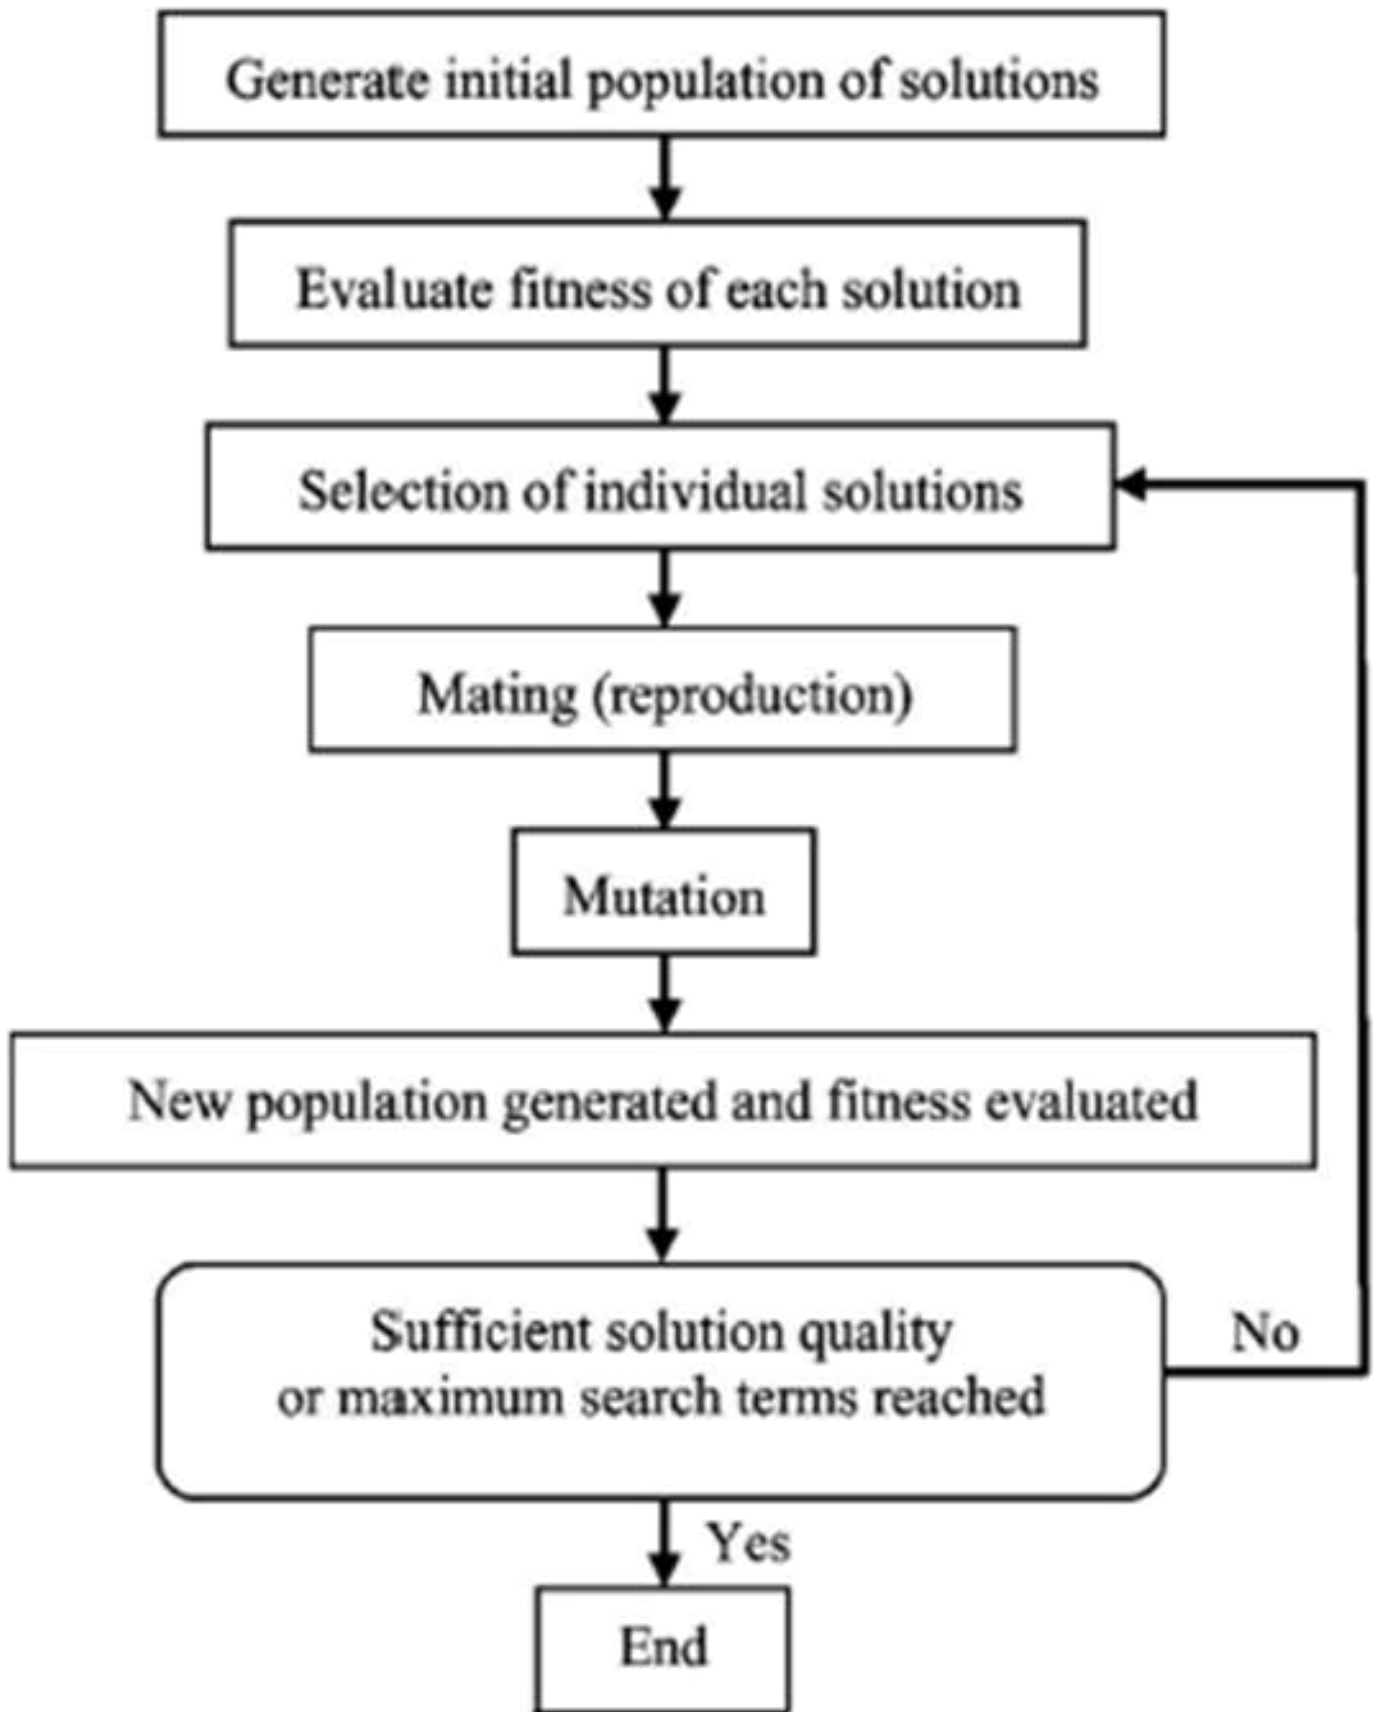 Generate initial population of solutions
Evaluate fitness of each solution
Selection of individual solutions
Mating (reproduction)
Mutation
New population generated and fitness evaluated
Sufficient solution quality
or maximum search terms reached
No
Yes
End